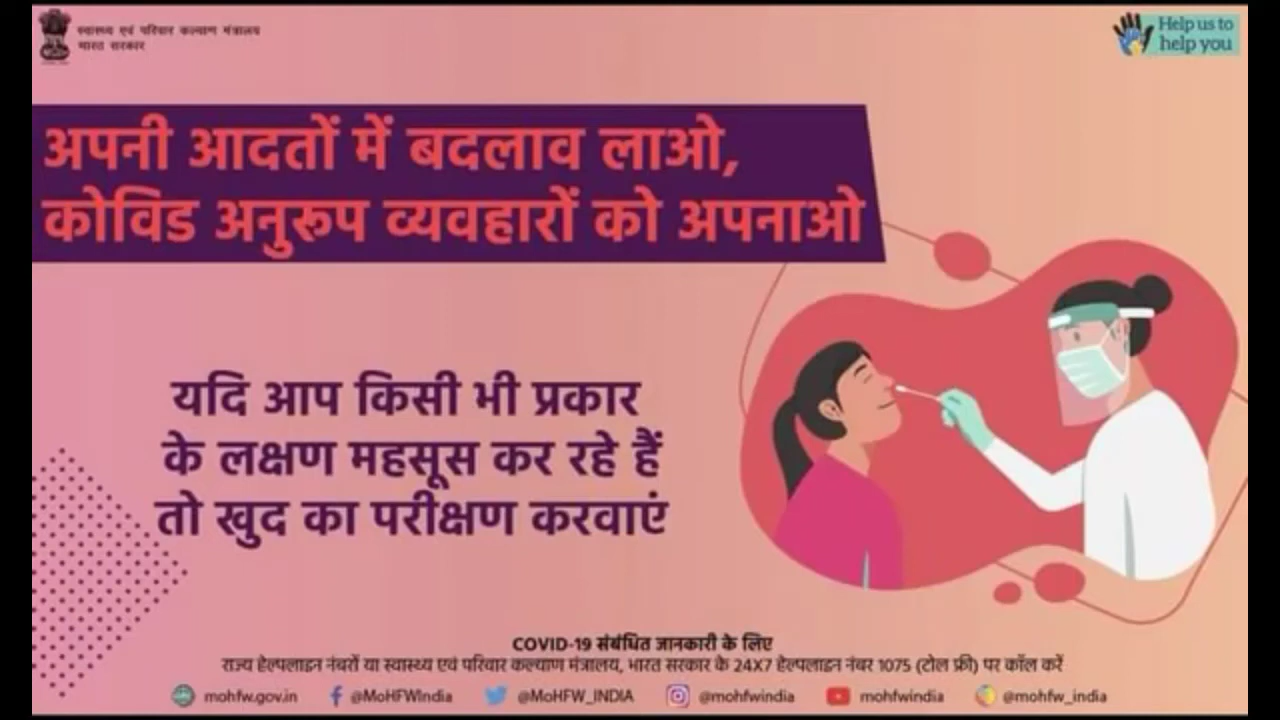 स्वास्थ्य एवं परिवार कल्याण मंत्रालय
भारत सरकार
Help us to
help you
अपनी आदतों में बदलाव लाओ,
कोविड अनुरूप व्यवहारों को अपनाओ
यदि आप किसी भी प्रकार
के लक्षण महसूस कर रहे हैं
तो खुद का परीक्षण करवाएं
COVID-19 संबंधित जानकारी के लिए
राज्य हेल्पलाइन नंबरों या स्वास्थ्य एवं परिवार कल्याण मंत्रालय, भारत सरकार के 24X7 हेल्पलाइन नंबर 1075 (टोल फ्री) पर कॉल करें
mohfw.gov.in @MoHFWIndia @MoHFW_INDIA @mohfwindia mohfwindia @mohfw_india